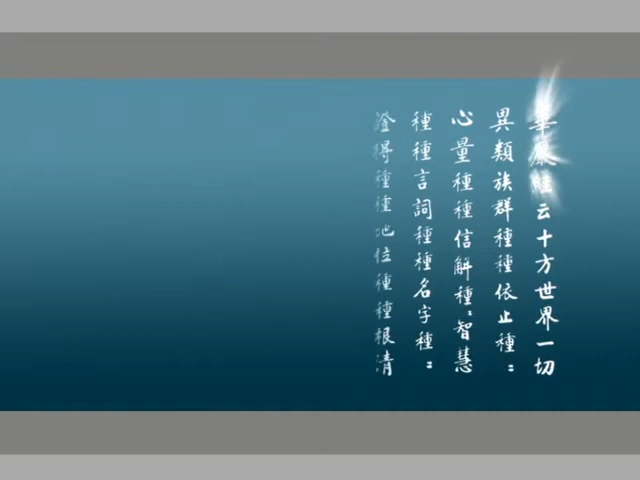 華嚴經云十方世界一切
異類族群種種依止種：
心量種種信解種：智慧
種種言詞種種名字種：
證得種種地位種種根清